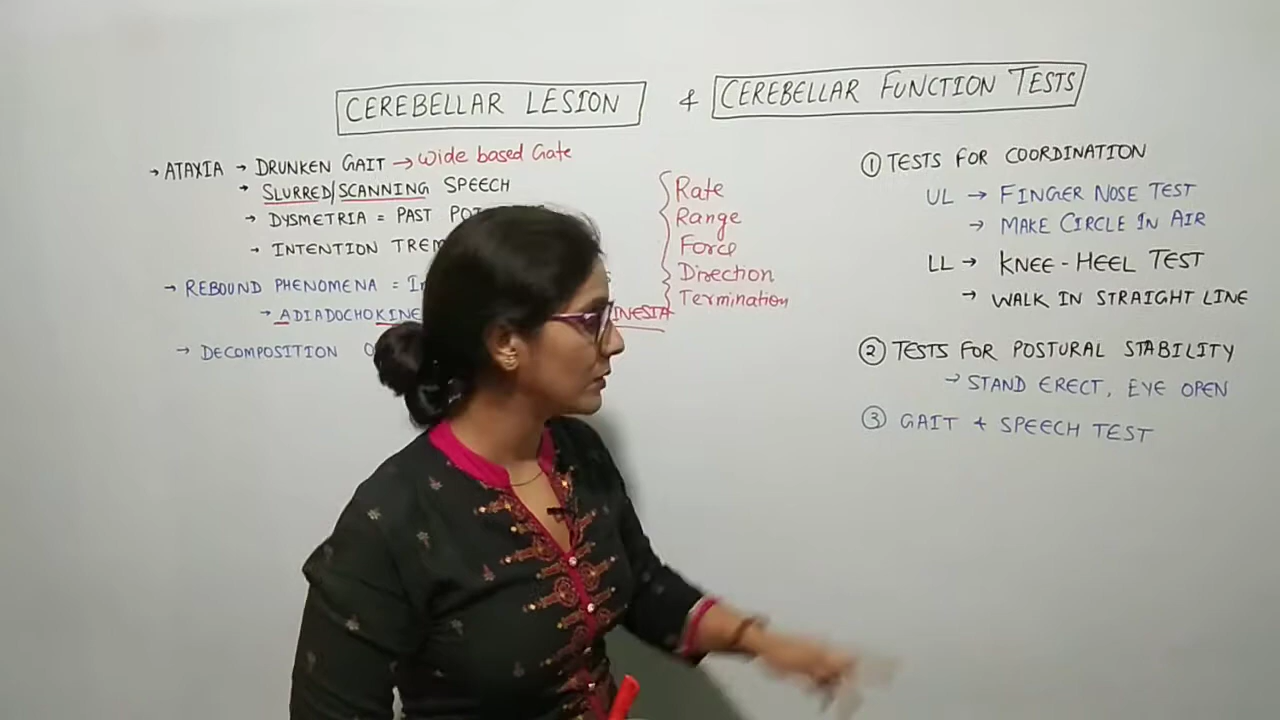 CEREBELLAR LESION & CEREBELLAR FUNCTION TESTS
→ ATAXIA → DRUNKEN GAIT → Wide based Gate
→ SLURRED/SCANNING SPEECH
→ DYSMETRIA = PAST
→ INTENTION
→ REBOUND PHENOMENA =
→
→ DECOMPOSITION
Rate
Range
Force
Direction
Termination
① TESTS FOR COORDINATION
UL → FINGER NOSE TEST
→ MAKE CIRCLE IN AIR
LL → KNEE-HEEL TEST
→ WALK IN STRAIGHT LINE
② TESTS FOR POSTURAL STABILITY
→ STAND ERECT, EYE OPEN
③ GAIT + SPEECH TEST